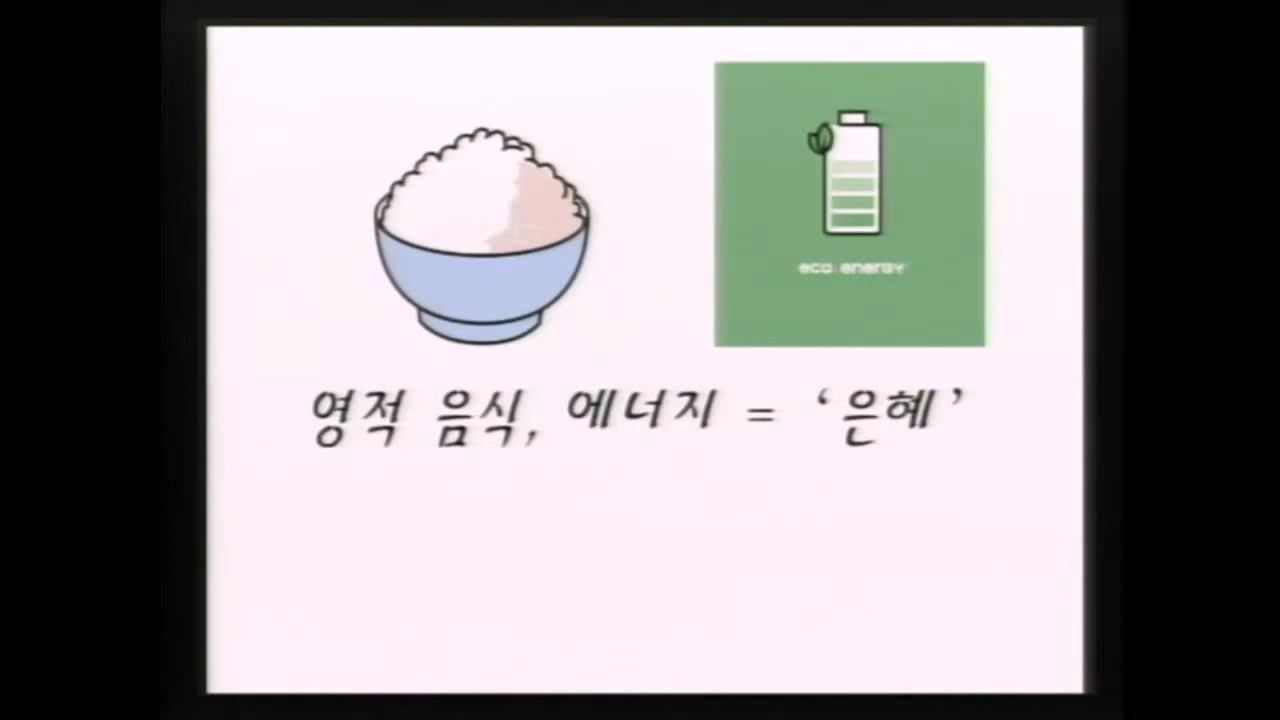 eco energy
영적 음식, 에너지 = ‘은혜’